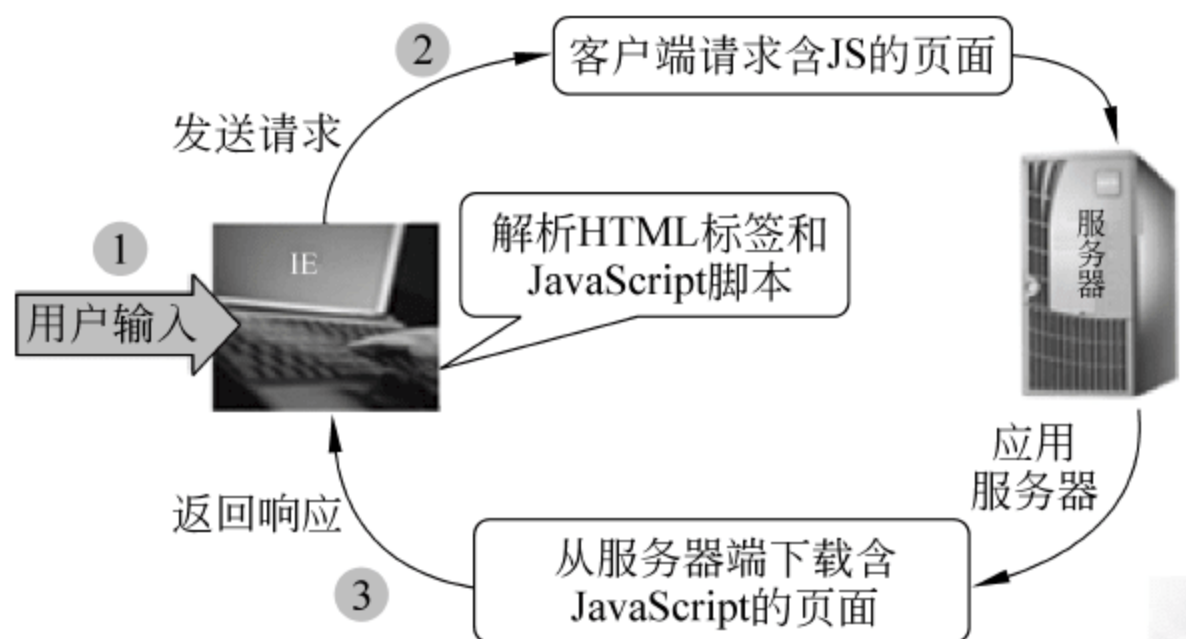 2
客户端请求含JS的页面
发送请求
1
用户输入
IE
解析HTML标签和
JavaScript脚本
服务器
应用
服务器
返回响应
3
从服务器端下载含
JavaScript的页面